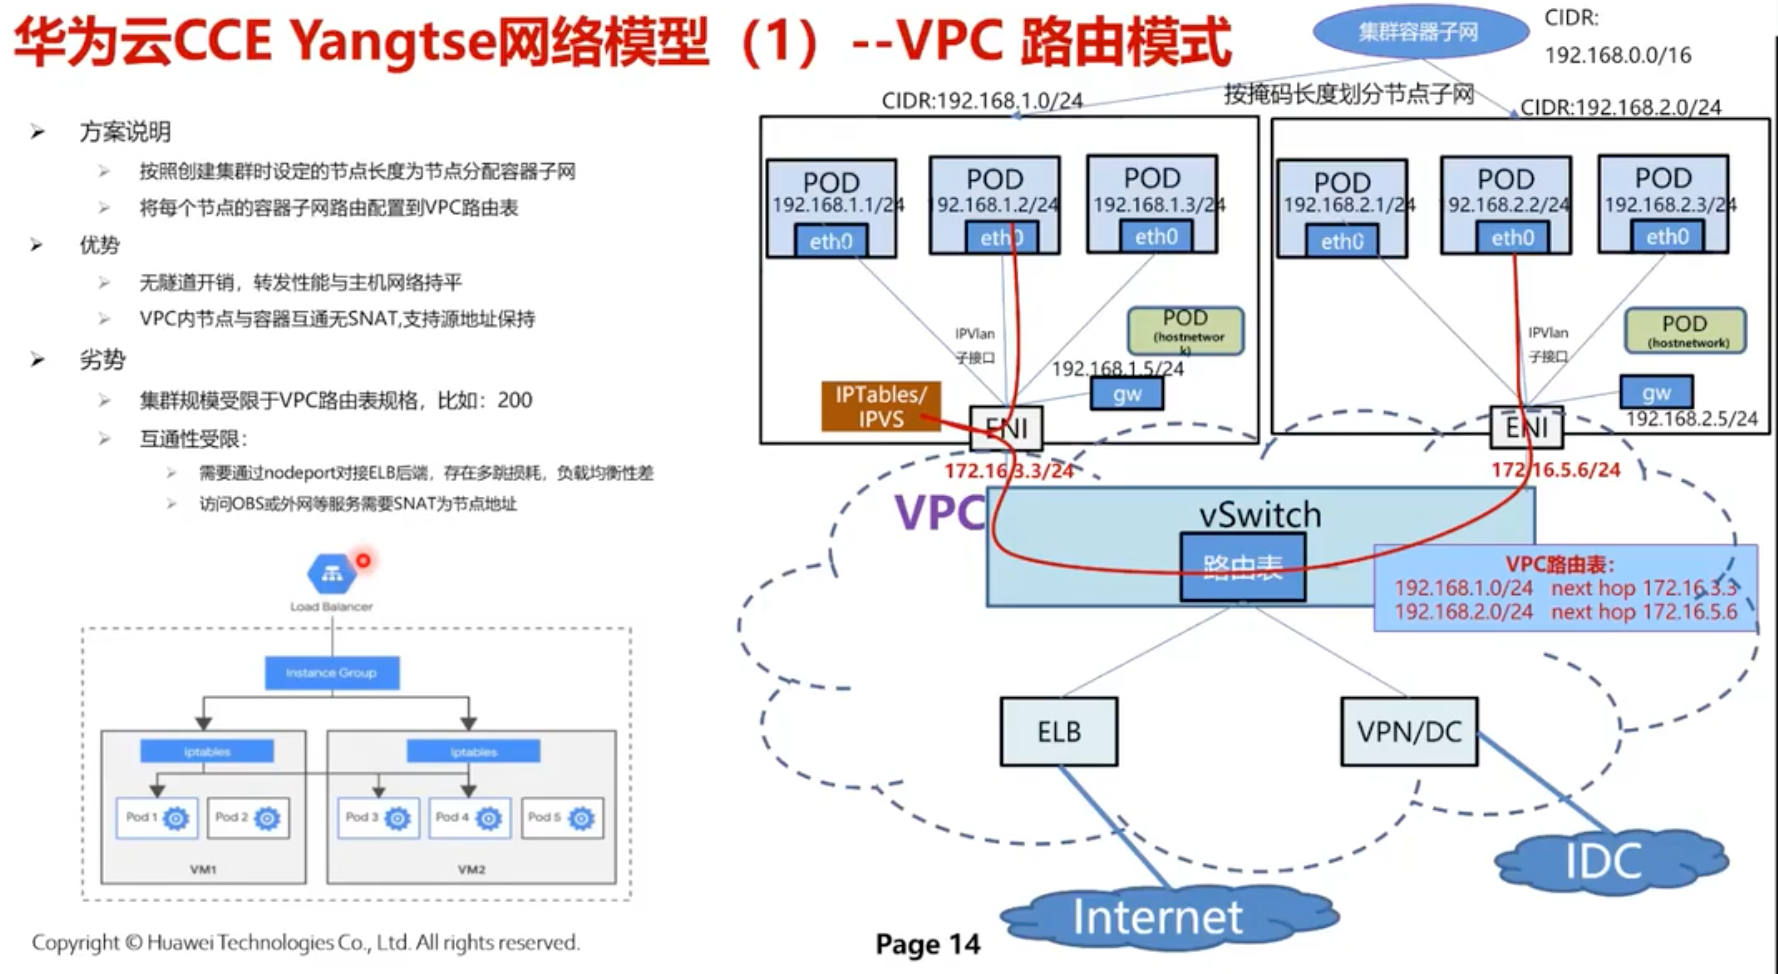 华为云CCE Yangtse网络模型（1）--VPC 路由模式
方案说明
按照创建集群时设定的节点长度为节点分配容器子网
将每个节点的容器子网路由配置到VPC路由表
优势
无隧道开销，转发性能与主机网络持平
VPC内节点与容器互通无SNAT,支持源地址保持
劣势
集群规模受限于VPC路由表规格，比如：200
互通性受限：
需要通过nodeport对接ELB后端，存在多跳损耗，负载均衡性差
访问OBS或外网等服务需要SNAT为节点地址
Load Balancer
Instance Group
iptables
iptables
Pod 1
Pod 2
Pod 3
Pod 4
Pod 5
VM1
VM2
集群容器子网
CIDR:
192.168.0.0/16
按掩码长度划分节点子网
CIDR:192.168.1.0/24
CIDR:192.168.2.0/24
POD
192.168.1.1/24
eth0
POD
192.168.1.2/24
eth0
POD
192.168.1.3/24
eth0
POD
192.168.2.1/24
eth0
POD
192.168.2.2/24
eth0
POD
192.168.2.3/24
eth0
IPVlan
子接口
POD
(hostnetwor
k)
192.168.1.5/24
gw
IPTables/
IPVS
ENI
172.16.3.3/24
IPVlan
子接口
POD
(hostnetwork)
gw
192.168.2.5/24
ENI
172.16.5.6/24
VPC
vSwitch
路由表
VPC路由表：
192.168.1.0/24 next hop 172.16.3.3
192.168.2.0/24 next hop 172.16.5.6
ELB
VPN/DC
IDC
Internet
Copyright © Huawei Technologies Co., Ltd. All rights reserved.
Page 14